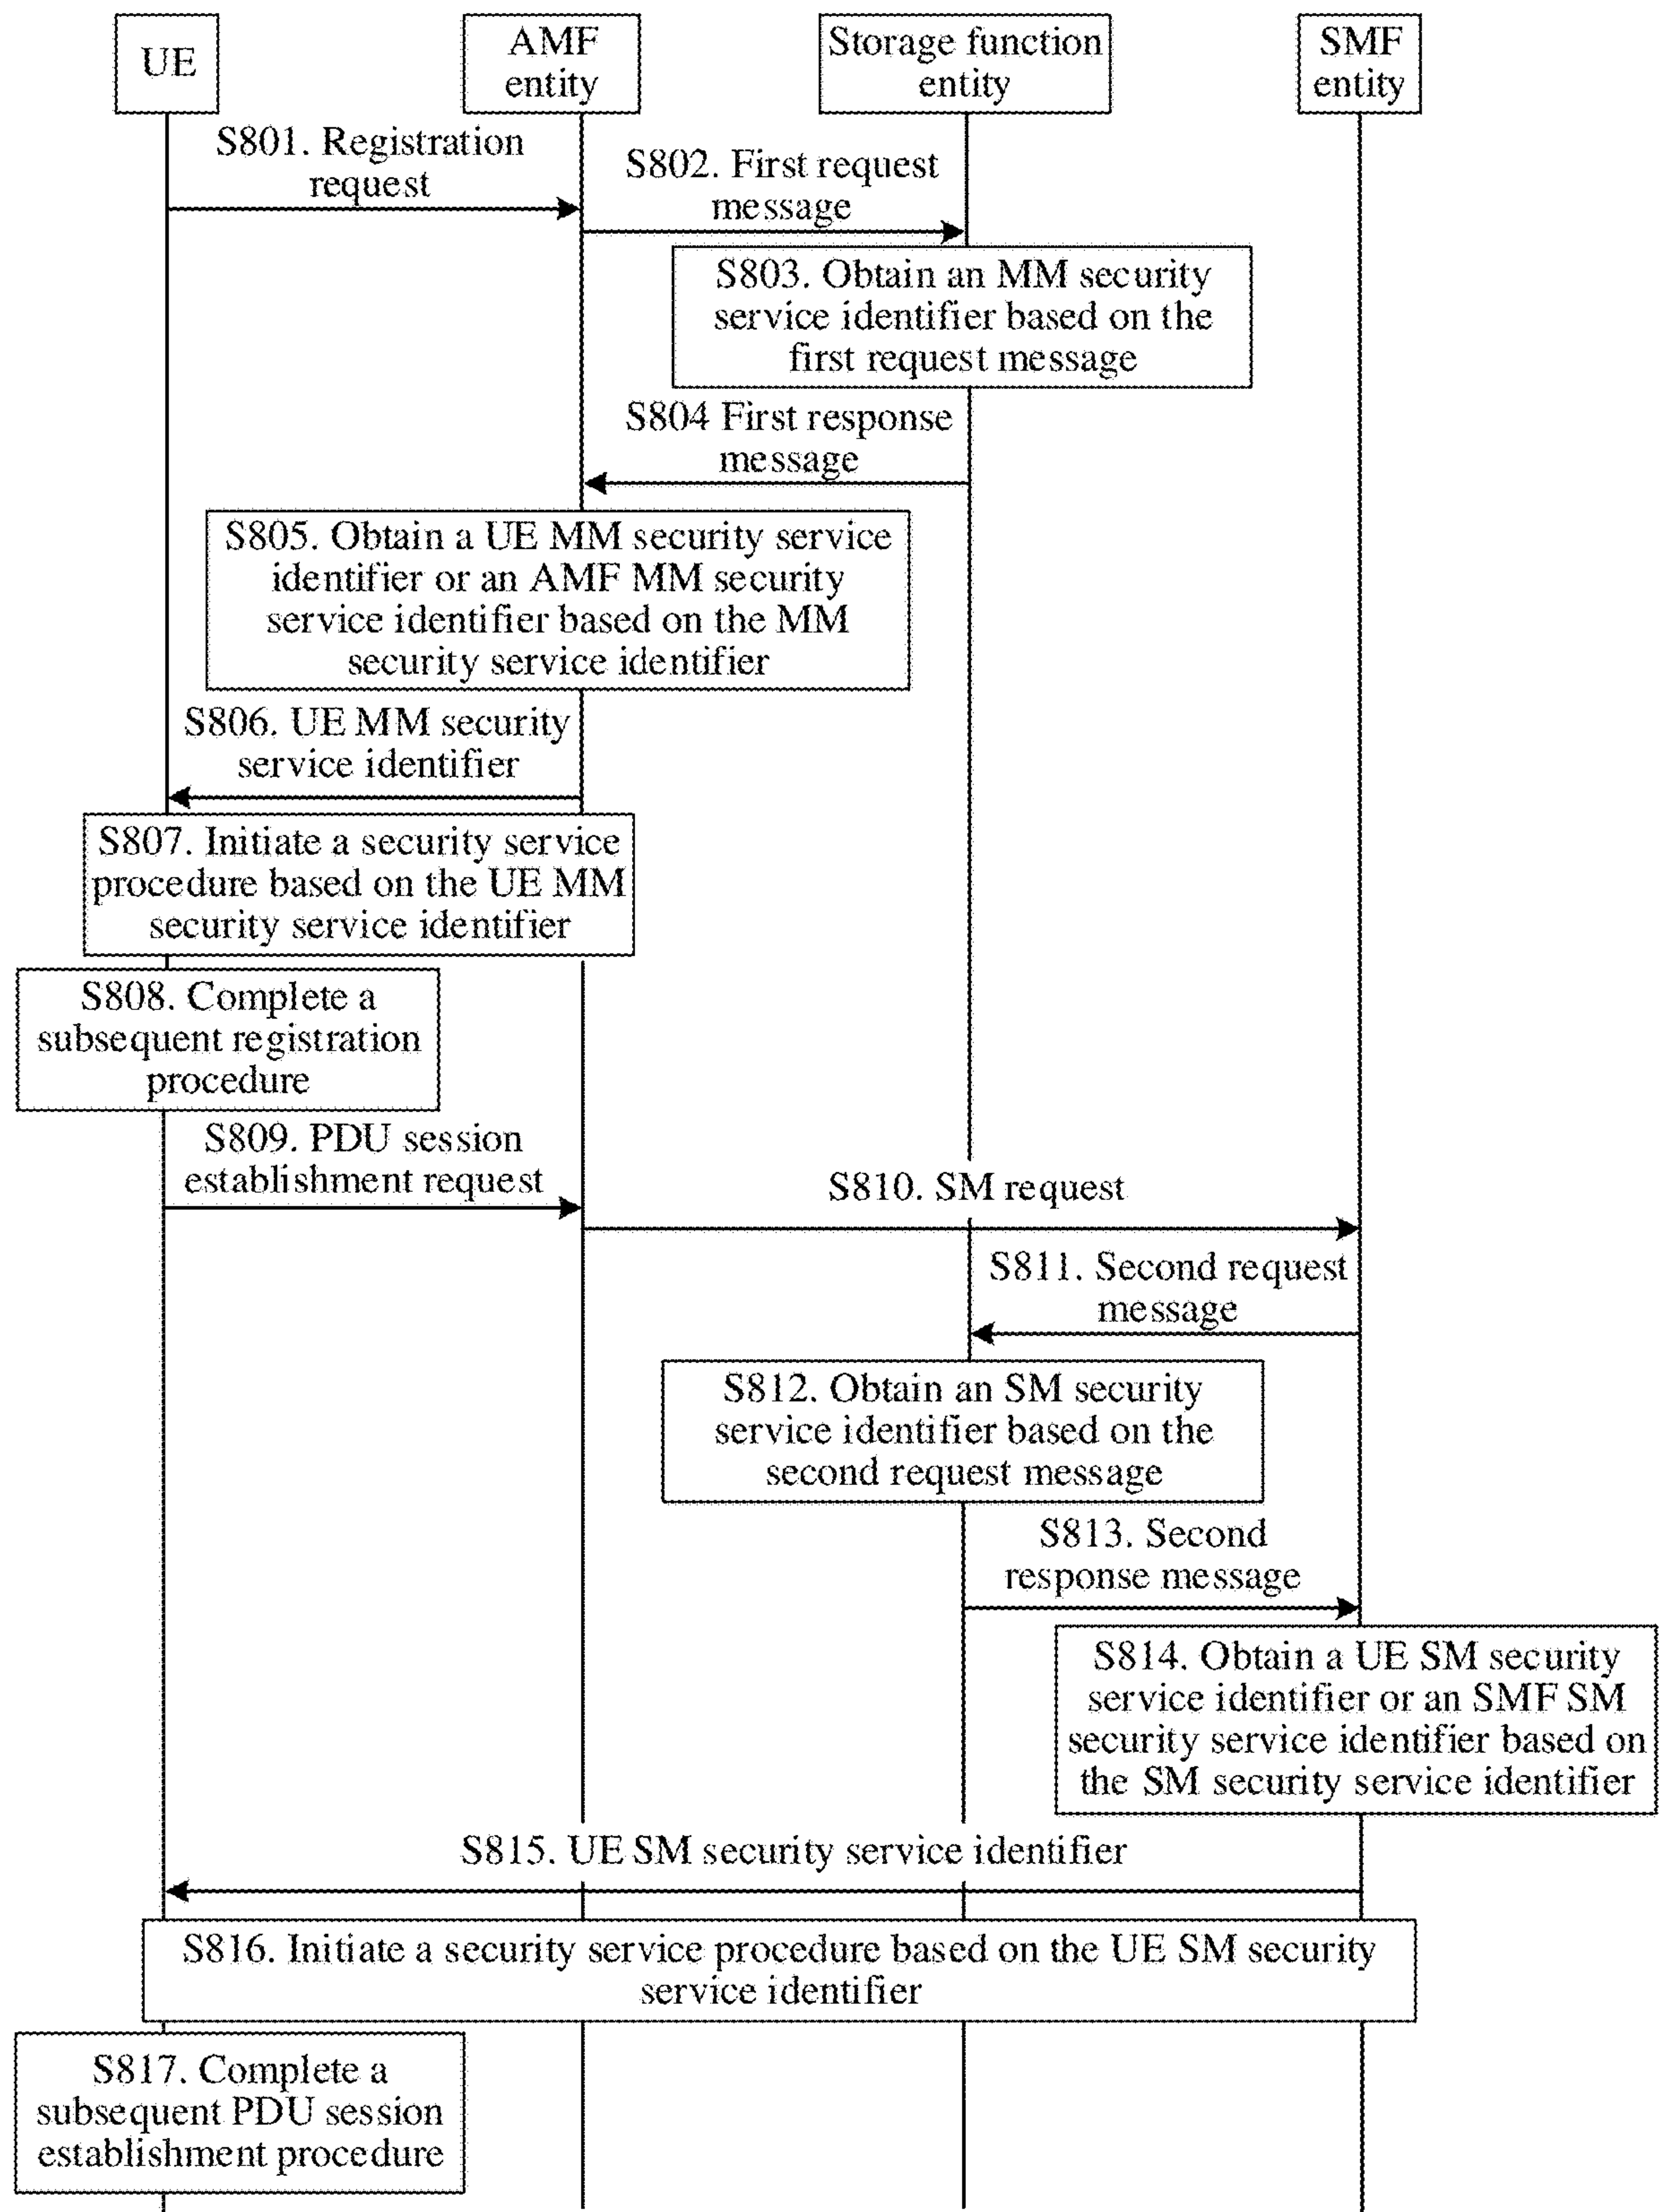 UE
AMF
entity
Storage function
entity
SMF
entity
S801. Registration
request
S802. First request
message
S803. Obtain an MM security
service identifier based on the
first request message
S804 First response
message
S805. Obtain a UE MM security service
identifier or an AMF MM security
service identifier based on the MM
security service identifier
S806. UE MM security
service identifier
S807. Initiate a security service
procedure based on the UE MM
security service identifier
S808. Complete a
subsequent registration
procedure
S809. PDU session
establishment request
S810. SM request
S811. Second request
message
S812. Obtain an SM security
service identifier based on the
second request message
S813. Second
response message
S814. Obtain a UE SM security
service identifier or an SMF SM
security service identifier based on
the SM security service identifier
S815. UE SM security service identifier
S816. Initiate a security service procedure based on the UE SM security
service identifier
S817. Complete a
subsequent PDU session
establishment procedure